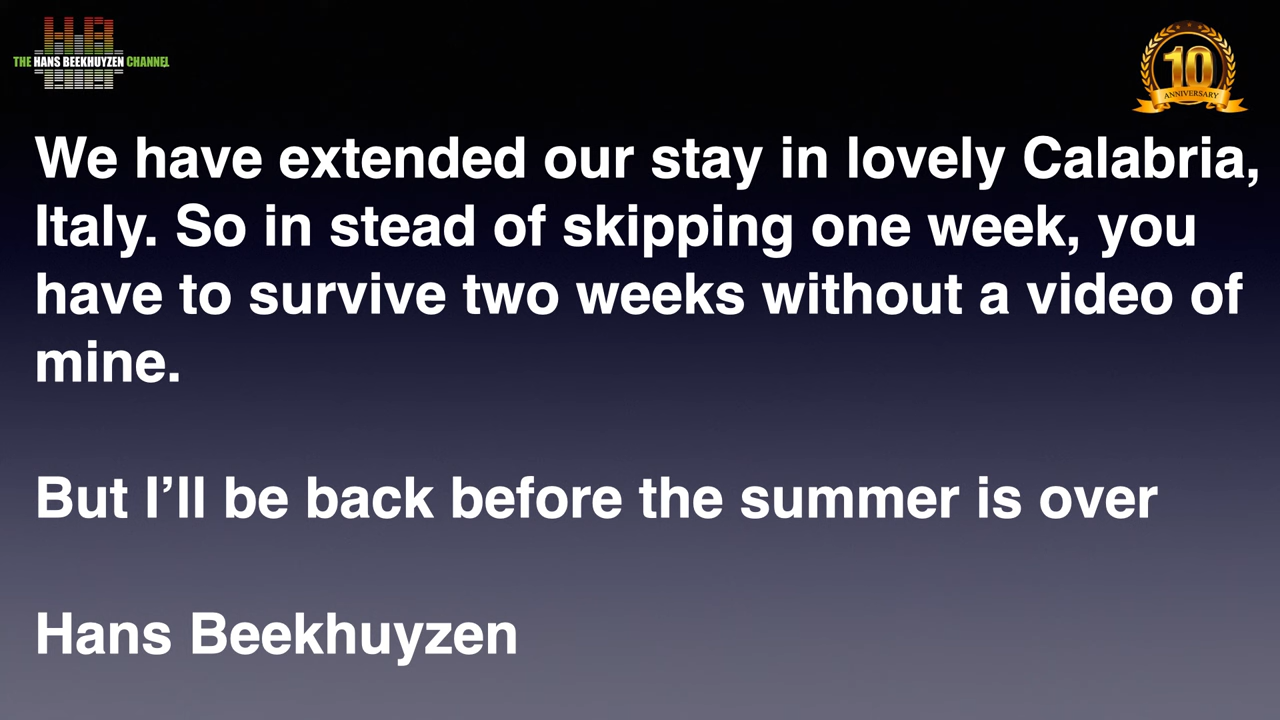 THE HANS BEEKHUYZEN CHANNEL
10
ANNIVERSARY
We have extended our stay in lovely Calabria,
Italy. So in stead of skipping one week, you
have to survive two weeks without a video of
mine.
But I’ll be back before the summer is over
Hans Beekhuyzen